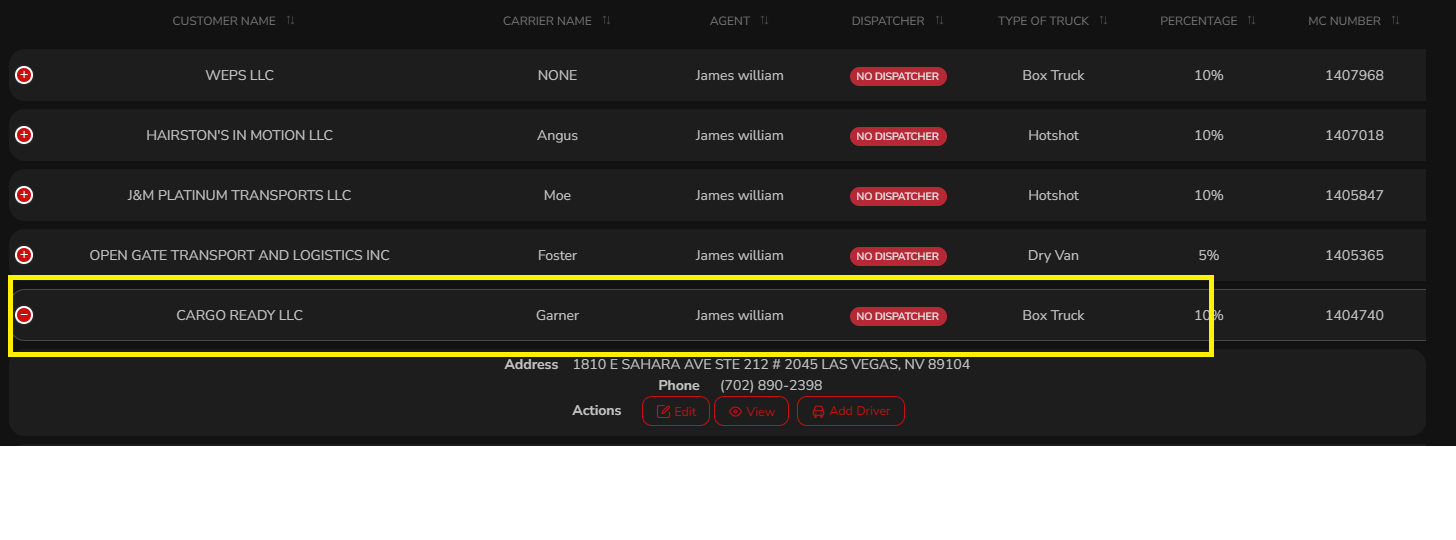 CUSTOMER NAME CARRIER NAME AGENT DISPATCHER TYPE OF TRUCK PERCENTAGE MC NUMBER
WEPS LLC NONE James william NO DISPATCHER Box Truck 10% 1407968
HAIRSTON'S IN MOTION LLC Angus James william NO DISPATCHER Hotshot 10% 1407018
J&M PLATINUM TRANSPORTS LLC Moe James william NO DISPATCHER Hotshot 10% 1405847
OPEN GATE TRANSPORT AND LOGISTICS INC Foster James william NO DISPATCHER Dry Van 5% 1405365
CARGO READY LLC Garner James william NO DISPATCHER Box Truck 10% 1404740
Address 1810 E SAHARA AVE STE 212 # 2045 LAS VEGAS, NV 89104
Phone (702) 890-2398
Actions Edit View Add Driver